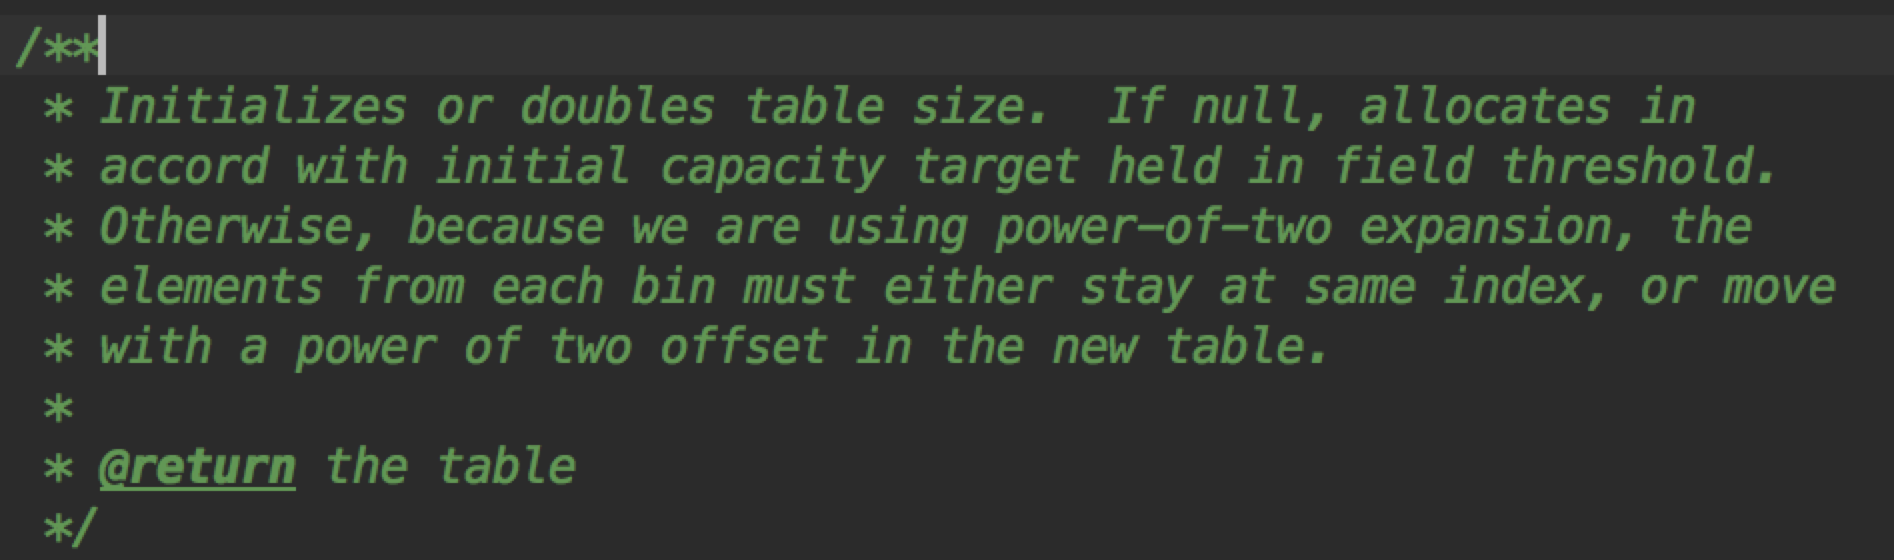 /**
 * Initializes or doubles table size.  If null, allocates in
 * accord with initial capacity target held in field threshold.
 * Otherwise, because we are using power-of-two expansion, the
 * elements from each bin must either stay at same index, or move
 * with a power of two offset in the new table.
 *
 * @return the table
 */